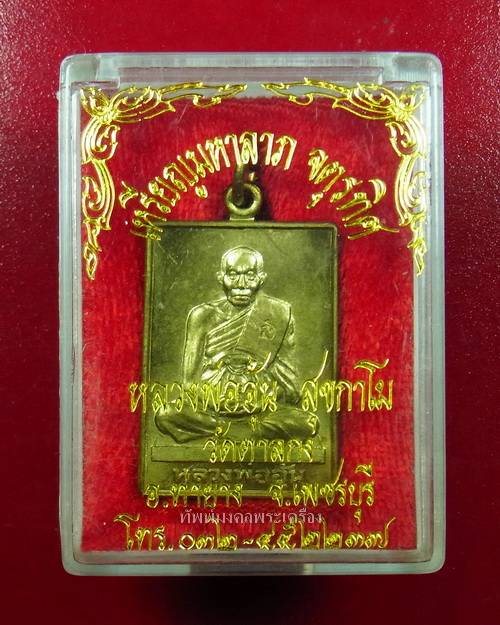 เหรียญมหาลาภ จตุรทิศ
หลวงพ่ออุ้น สุขกาโม
วัดตาลกง
หลวงพ่ออุ้น
อ.ท่ายาง จ.เพชรบุรี
ทัพพ์มงคลพระเครื่อง
โทร. ๐๓๒-๔๕๒๒๓๗